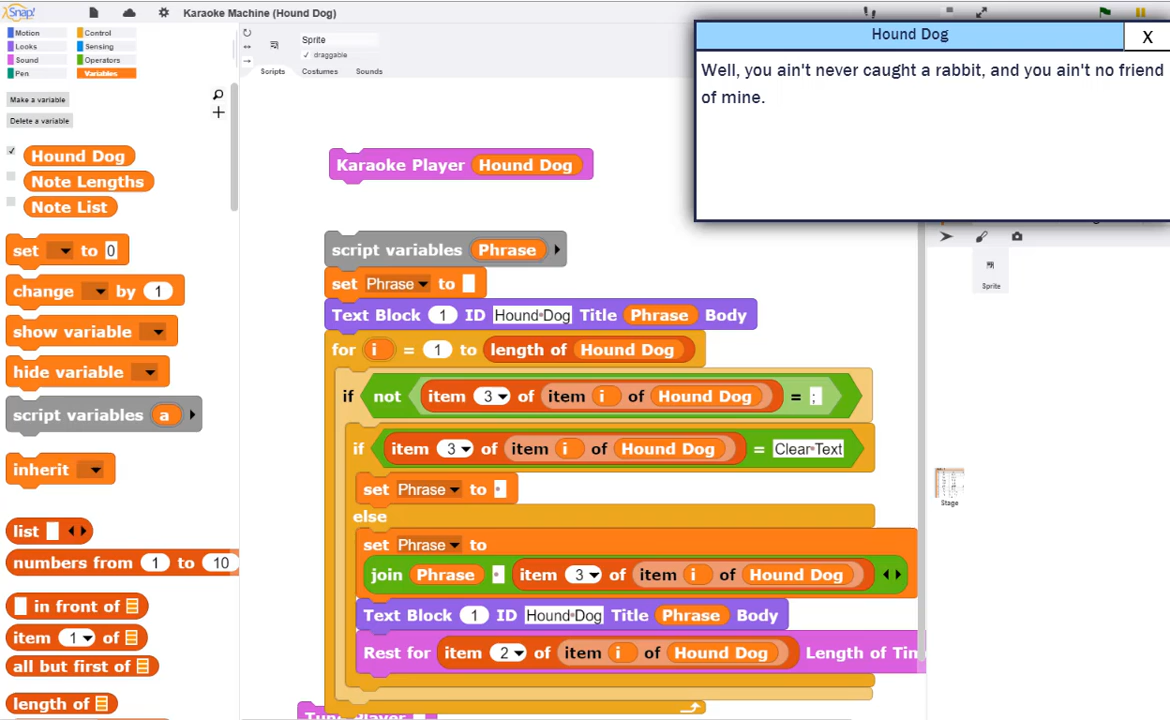 Snap!
Karaoke Machine (Hound Dog)
Motion
Control
Looks
Sensing
Sound
Operators
Pen
Variables
Sprite
draggable
Scripts
Costumes
Sounds
Hound Dog
X
Well, you ain't never caught a rabbit, and you ain't no friend
of mine.
Make a variable
Delete a variable
Hound Dog
Note Lengths
Note List
set to 0
change by 1
show variable
hide variable
script variables a
inherit
list
numbers from 1 to 10
in front of
item 1 of
all but first of
length of
Karaoke Player Hound Dog
script variables Phrase
set Phrase to
Text Block 1 ID Hound•Dog Title Phrase Body
for i = 1 to length of Hound Dog
if not item 3 of item i of Hound Dog = ;
if item 3 of item i of Hound Dog = Clear•Text
set Phrase to •
else
set Phrase to
join Phrase • item 3 of item i of Hound Dog
Text Block 1 ID Hound•Dog Title Phrase Body
Rest for item 2 of item i of Hound Dog Length of Tim
Sprite
Stage